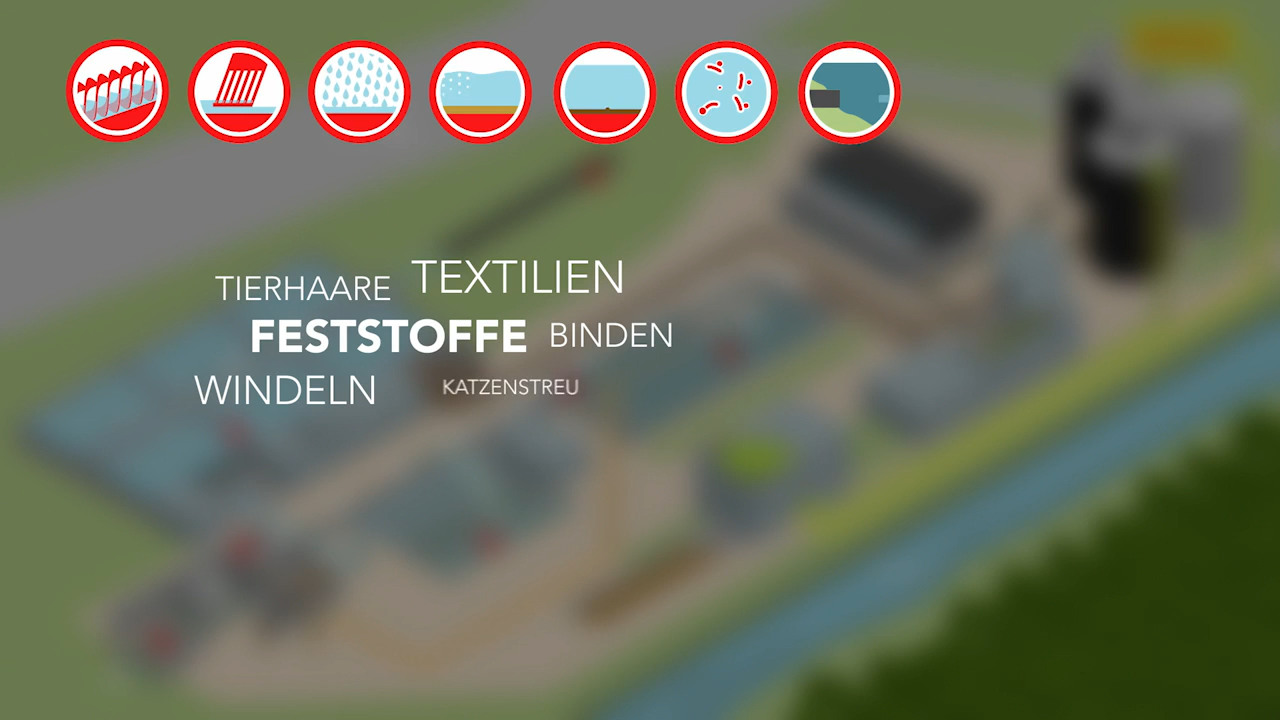 TIERHAARE TEXTILIEN
FESTSTOFFE BINDEN
WINDELN KATZENSTREU